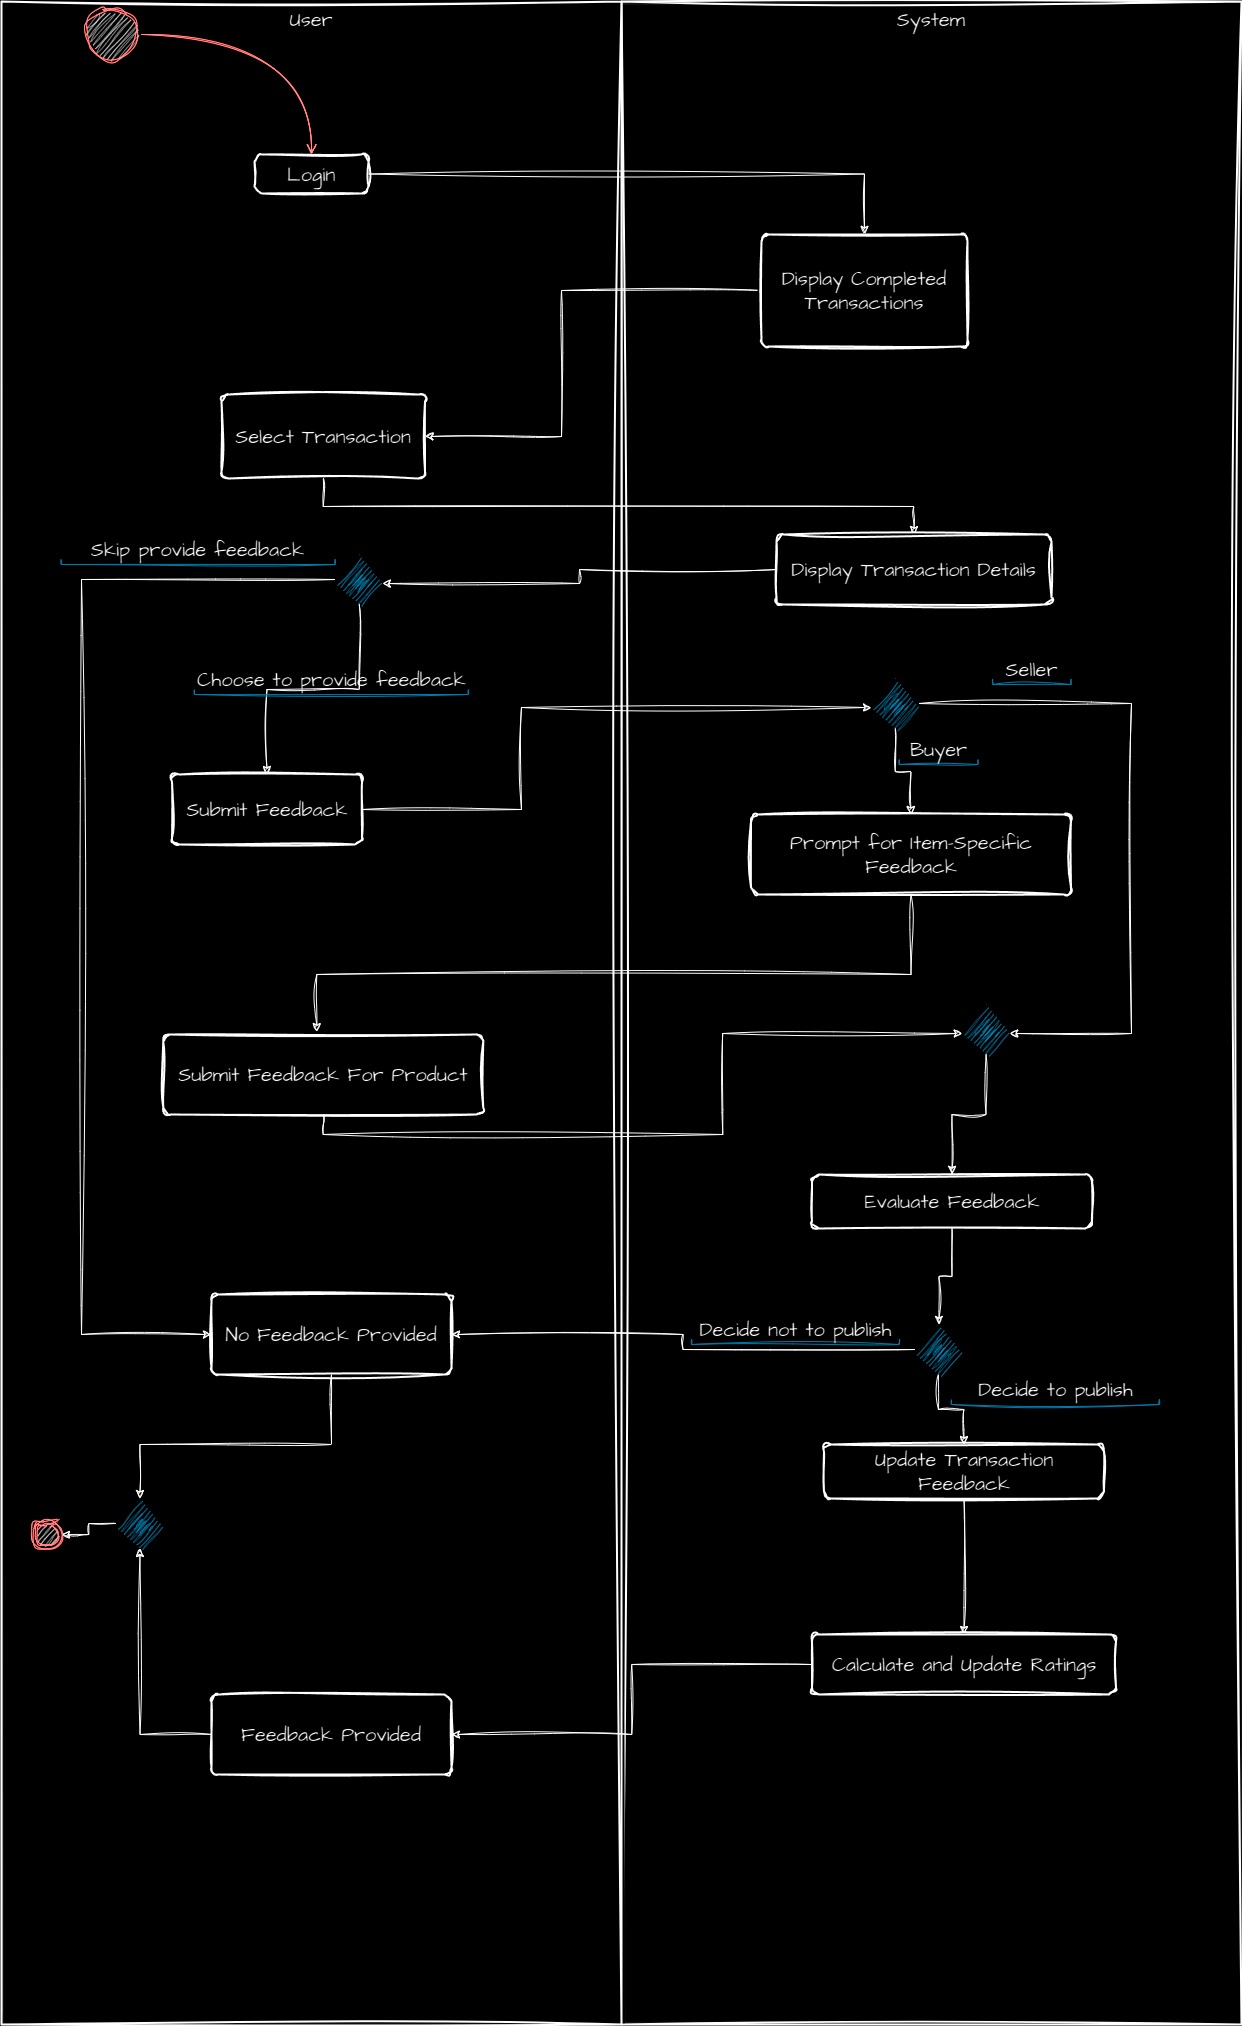 User
System
Login
Display Completed
Transactions
Select Transaction
Skip provide feedback
Display Transaction Details
Seller
Choose to provide feedback
Buyer
Submit Feedback
Prompt for Item-Specific
Feedback
Submit Feedback For Product
Evaluate Feedback
No Feedback Provided
Decide not to publish
Decide to publish
Update Transaction
Feedback
Calculate and Update Ratings
Feedback Provided